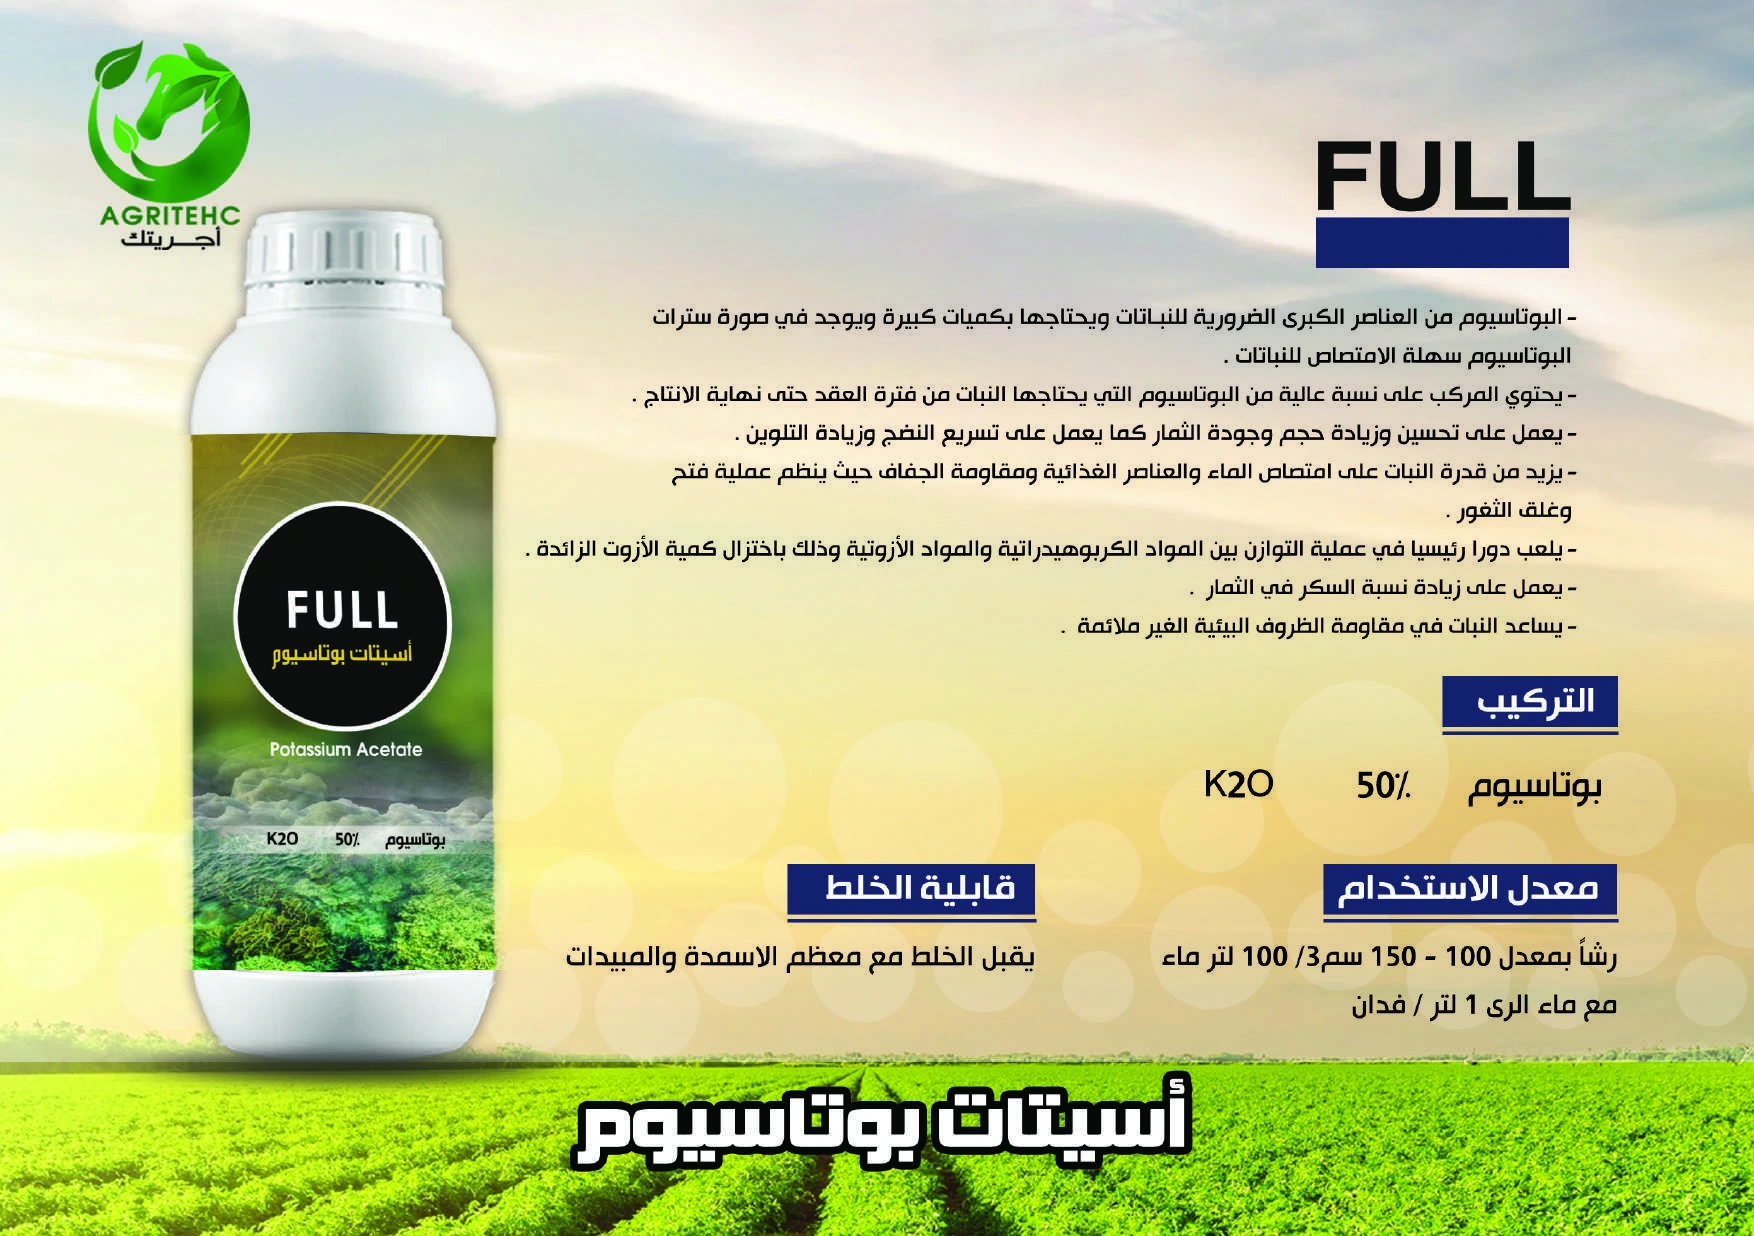 AGRITEHC
أجريتك
FULL
- البوتاسيوم من العناصر الكبرى الضرورية للنباتات ويحتاجها بكميات كبيرة ويوجد في صورة سترات
البوتاسيوم سهلة الامتصاص للنباتات .
- يحتوي المركب على نسبة عالية من البوتاسيوم التي يحتاجها النبات من فترة العقد حتى نهاية الانتاج .
- يعمل على تحسين وزيادة حجم وجودة الثمار كما يعمل على تسريع النضج وزيادة التلوين .
- يزيد من قدرة النبات على امتصاص الماء والعناصر الغذائية ومقاومة الجفاف حيث ينظم عملية فتح
وغلق الثغور .
- يلعب دورا رئيسيا في عملية التوازن بين المواد الكربوهيدراتية والمواد الأزوتية وذلك باختزال كمية الأزوت الزائدة .
- يعمل على زيادة نسبة السكر في الثمار .
- يساعد النبات في مقاومة الظروف البيئية الغير ملائمة .
التركيب
بوتاسيوم 50٪ K2O
معدل الاستخدام
رشاً بمعدل 100 - 150 سم3/ 100 لتر ماء
مع ماء الرى 1 لتر / فدان
قابلية الخلط
يقبل الخلط مع معظم الاسمدة والمبيدات
FULL
أسيتات بوتاسيوم
Potassium Acetate
بوتاسيوم 50٪ K2O
أسيتات بوتاسيوم